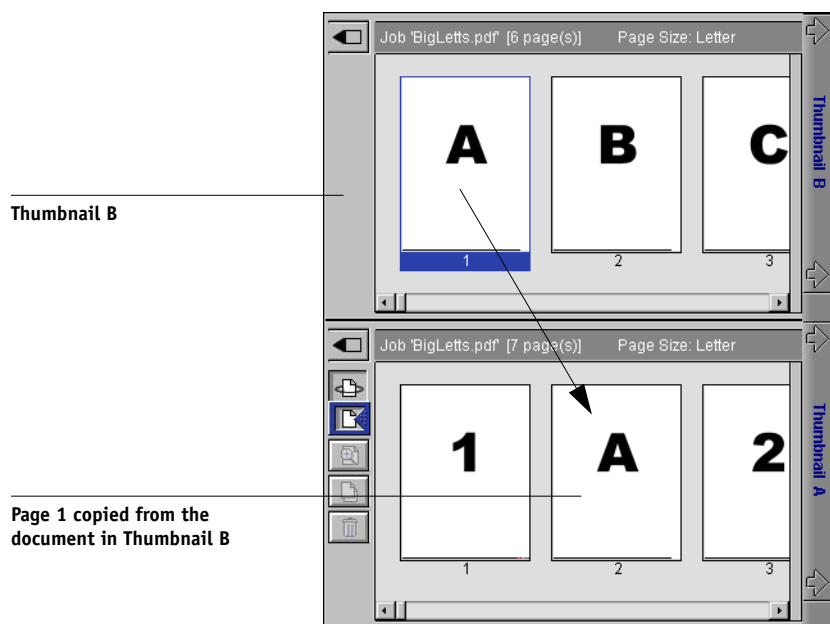 Job 'BigLetts.pdf' [6 page(s)] Page Size: Letter
A B C
1 2 3
Thumbnail B
Thumbnail B
Job 'BigLetts.pdf' [7 page(s)] Page Size: Letter
1 A 2
1 2 3
Thumbnail A
Page 1 copied from the
document in Thumbnail B